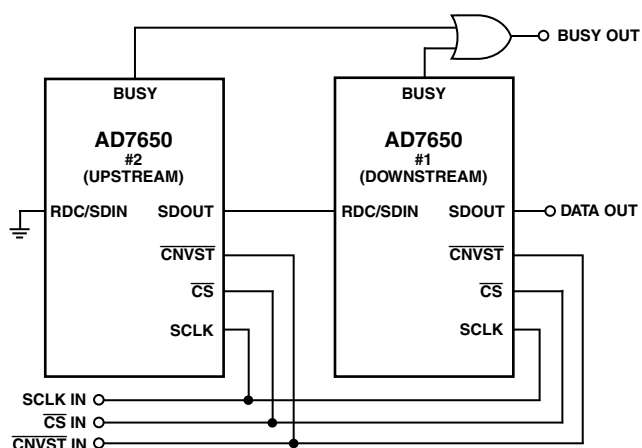 BUSY OUT
BUSY
BUSY
AD7650
#2
(UPSTREAM)
AD7650
#1
(DOWNSTREAM)
RDC/SDIN SDOUT
RDC/SDIN SDOUT
DATA OUT
CNVST
CNVST
CS
CS
SCLK
SCLK
SCLK IN
CS IN
CNVST IN